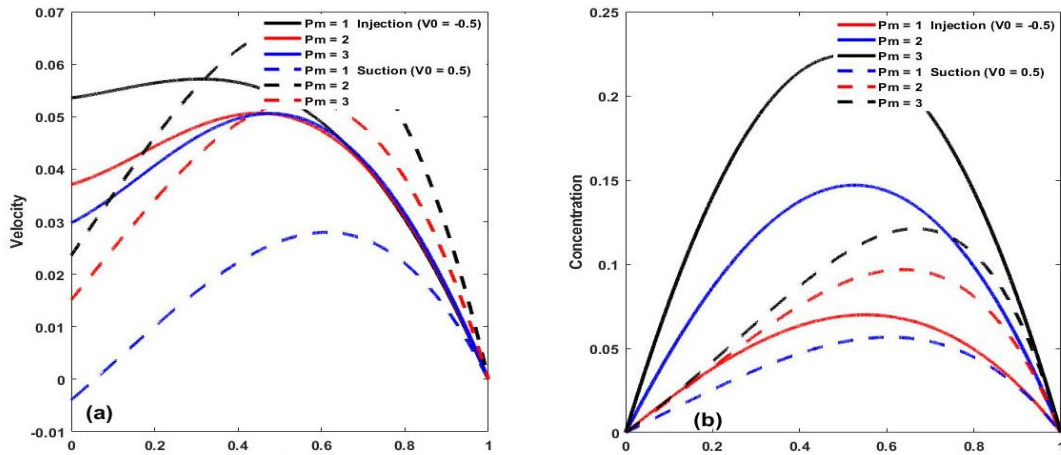 0.07
0.06
0.05
0.04
0.03
0.02
0.01
0
-0.01
Velocity
Pm = 1 Injection (V0 = -0.5)
Pm = 2
Pm = 3
Pm = 1 Suction (V0 = 0.5)
Pm = 2
Pm = 3
(a)
0 0.2 0.4 0.6 0.8 1
0.25
0.2
0.15
0.1
0.05
0
Concentration
Pm = 1 Injection (V0 = -0.5)
Pm = 2
Pm = 3
Pm = 1 Suction (V0 = 0.5)
Pm = 2
Pm = 3
(b)
0 0.2 0.4 0.6 0.8 1